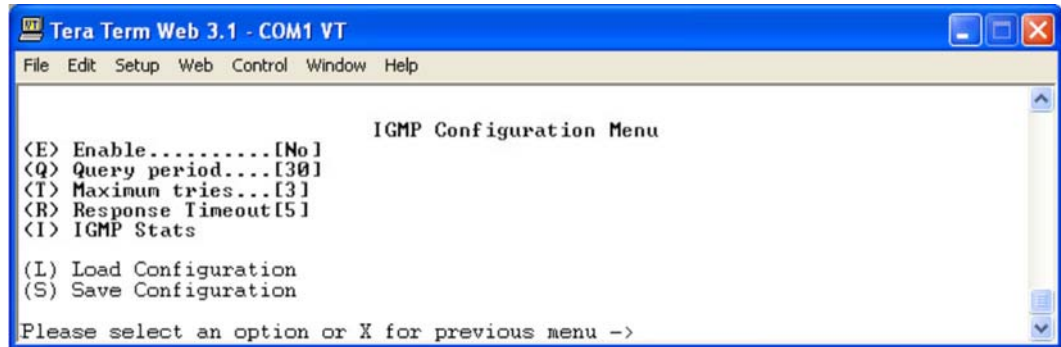 Tera Term Web 3.1 - COM1 VT
File Edit Setup Web Control Window Help
IGMP Configuration Menu
(E) Enable..........[No]
(Q) Query period....[30]
(T) Maximum tries...[3]
(R) Response Timeout[5]
(I) IGMP Stats
(L) Load Configuration
(S) Save Configuration
Please select an option or X for previous menu ->